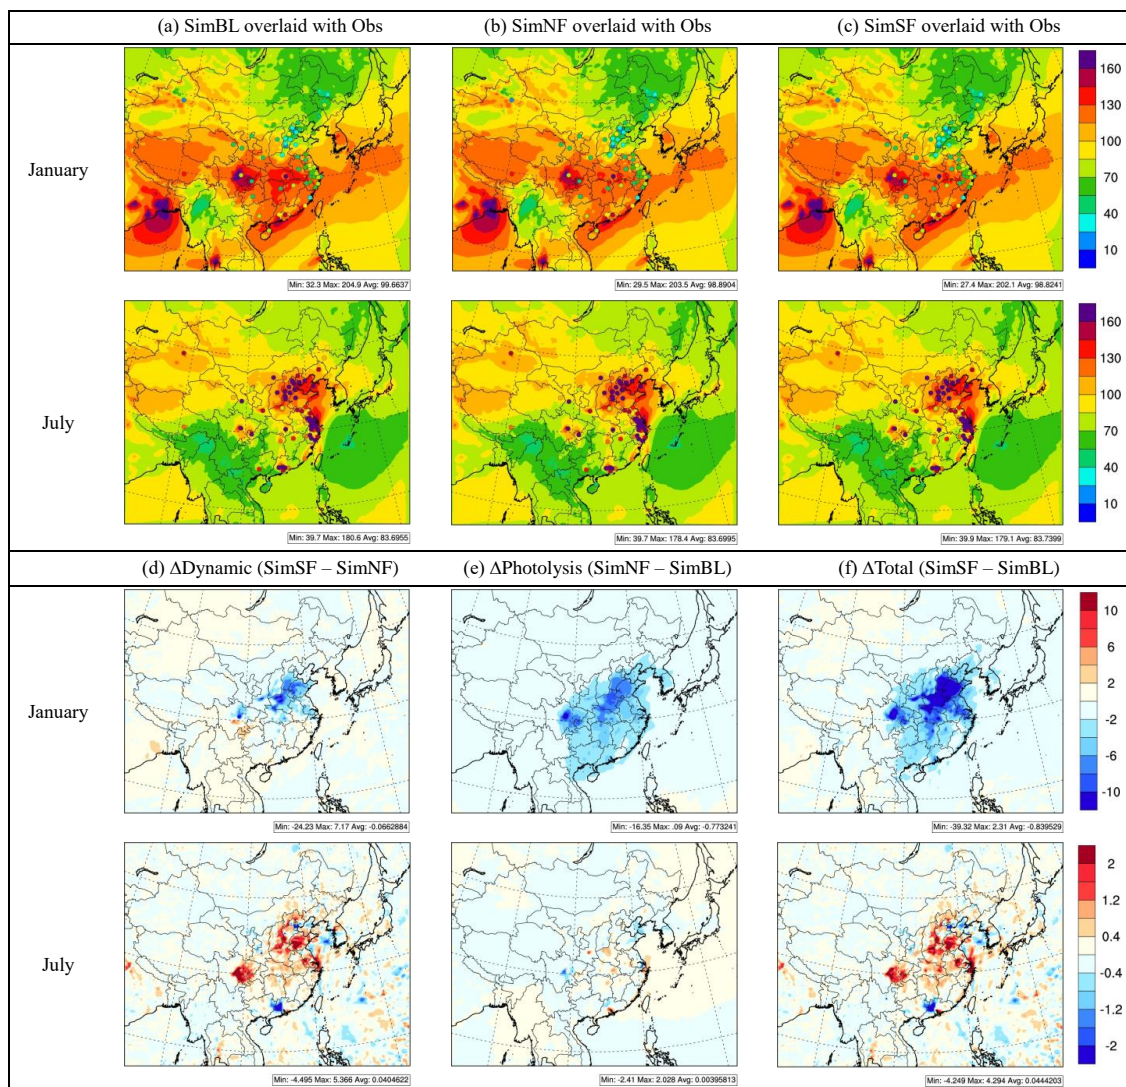 (a) SimBL overlaid with Obs (b) SimNF overlaid with Obs (c) SimSF overlaid with Obs
January
160
130
100
70
40
10
Min: 32.3 Max: 204.9 Avg: 99.6637
Min: 29.5 Max: 203.5 Avg: 98.8904
Min: 27.4 Max: 202.1 Avg: 98.8241
July
160
130
100
70
40
10
Min: 39.7 Max: 180.6 Avg: 83.6955
Min: 39.7 Max: 178.4 Avg: 83.6995
Min: 39.9 Max: 179.1 Avg: 83.7399
(d) ΔDynamic (SimSF – SimNF) (e) ΔPhotolysis (SimNF – SimBL) (f) ΔTotal (SimSF – SimBL)
January
10
6
2
-2
-6
-10
Min: -24.23 Max: 7.17 Avg: -0.0662884
Min: -16.35 Max: .09 Avg: -0.773241
Min: -39.32 Max: 2.31 Avg: -0.839529
July
2
1.2
0.4
-0.4
-1.2
-2
Min: -4.495 Max: 5.366 Avg: 0.0404622
Min: -2.41 Max: 2.028 Avg: 0.00395813
Min: -4.249 Max: 4.294 Avg: 0.0444203